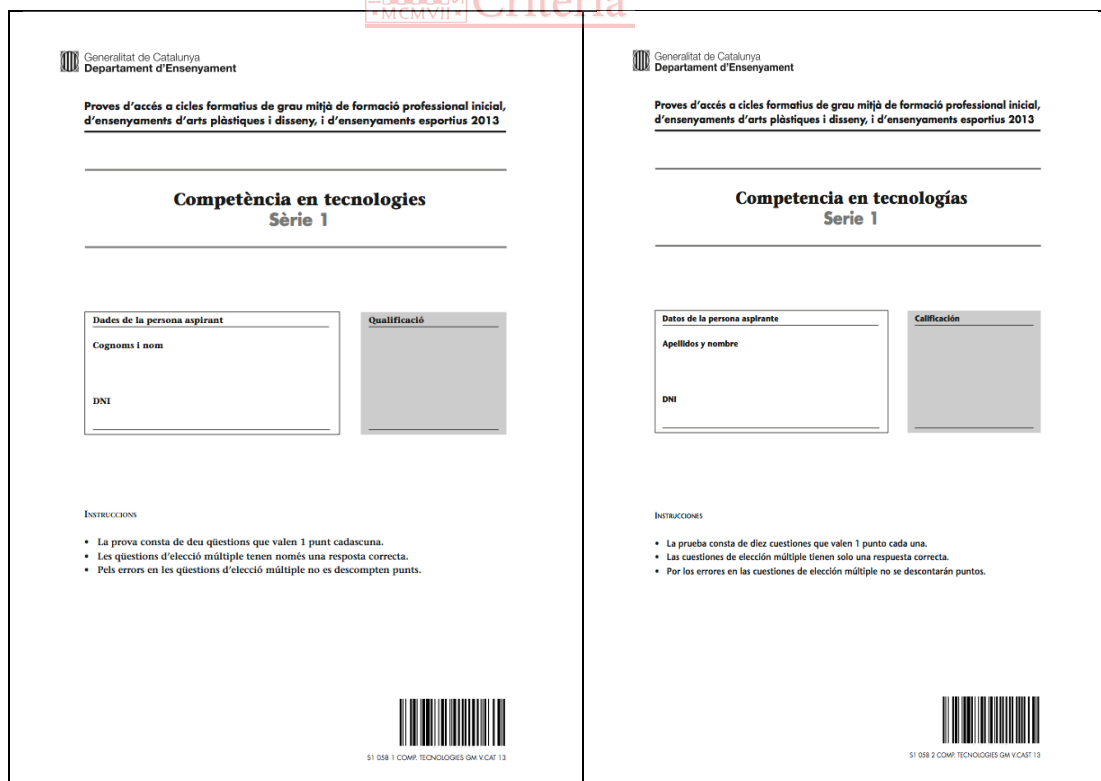 MCMVII Criteria
Generalitat de Catalunya
Departament d'Ensenyament
Proves d'accés a cicles formatius de grau mitjà de formació professional inicial,
d'ensenyaments d'arts plàstiques i disseny, i d'ensenyaments esportius 2013
Competència en tecnologies
Sèrie 1
Dades de la persona aspirant
Cognoms i nom
DNI
Qualificació
INSTRUCCIONS
• La prova consta de deu qüestions que valen 1 punt cadascuna.
• Les qüestions d'elecció múltiple tenen només una resposta correcta.
• Pels errors en les qüestions d'elecció múltiple no es descompten punts.
S1 058 1 COMP. TECNOLOGIES GM V.CAT 13
Generalitat de Catalunya
Departament d'Ensenyament
Proves d'accés a cicles formatius de grau mitjà de formació professional inicial,
d'ensenyaments d'arts plàstiques i disseny, i d'ensenyaments esportius 2013
Competencia en tecnologías
Serie 1
Datos de la persona aspirante
Apellidos y nombre
DNI
Calificación
INSTRUCCIONES
• La prueba consta de diez cuestiones que valen 1 punto cada una.
• Las cuestiones de elección múltiple tienen solo una respuesta correcta.
• Por los errores en las cuestiones de elección múltiple no se descontarán puntos.
S1 058 2 COMP. TECNOLOGIES GM V.CAST 13